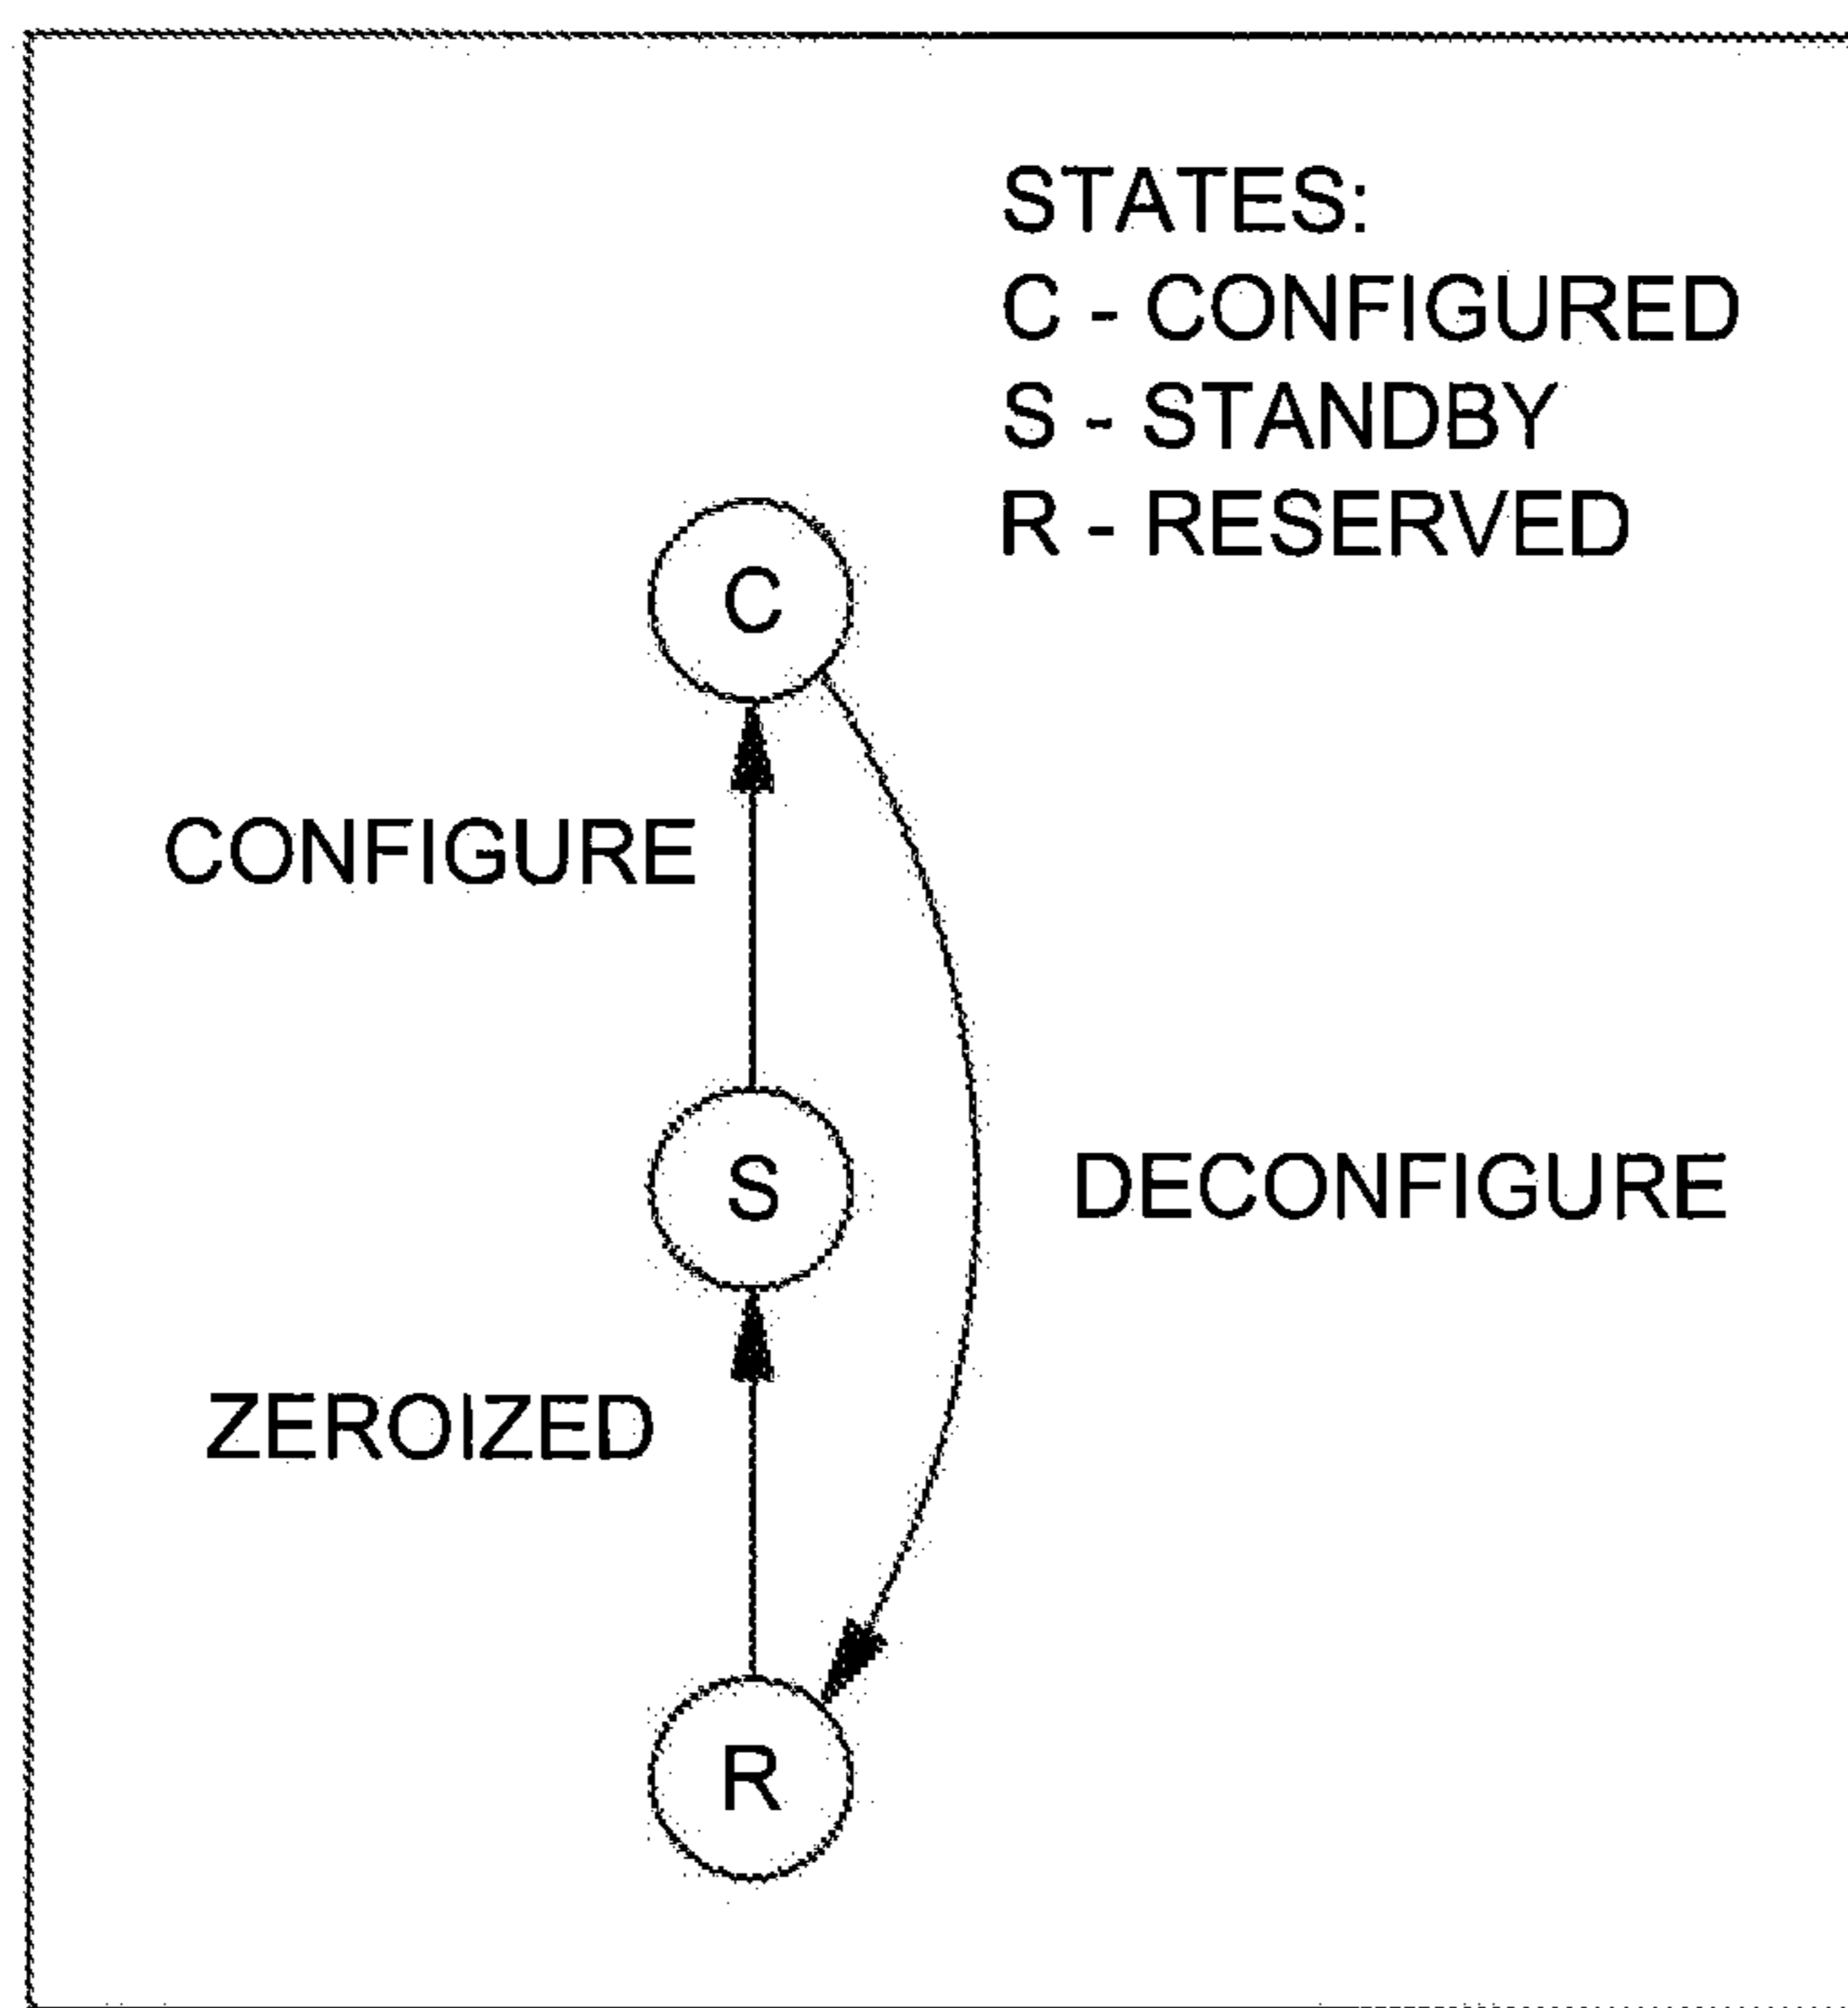 STATES:
C - CONFIGURED
S - STANDBY
R - RESERVED
C
CONFIGURE
S
DECONFIGURE
ZEROIZED
R